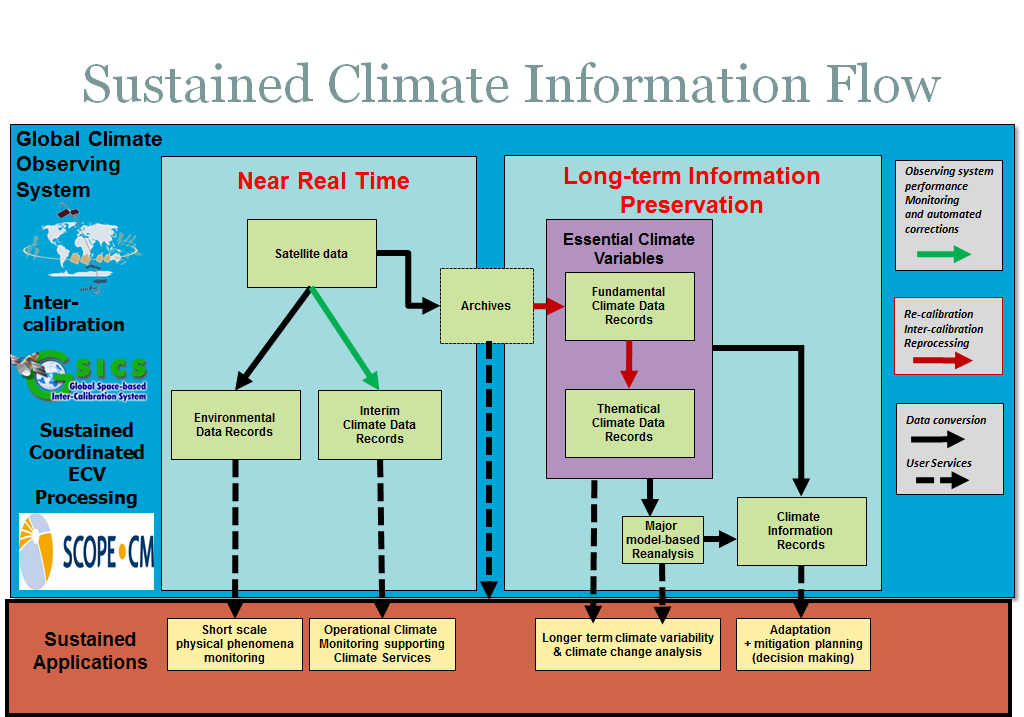 Sustained Climate Information Flow
Global Climate
Observing
System
Inter-
calibration
GSICS
Global Space-based
Inter-Calibration System
Sustained
Coordinated
ECV
Processing
SCOPE•CM
Near Real Time
Satellite data
Archives
Environmental
Data Records
Interim
Climate Data
Records
Long-term Information
Preservation
Essential Climate
Variables
Fundamental
Climate Data
Records
Thematical
Climate Data
Records
Major
model-based
Reanalysis
Climate
Information
Records
Observing system
performance
Monitoring
and automated
corrections
Re-calibration
Inter-calibration
Reprocessing
Data conversion
User Services
Sustained
Applications
Short scale
physical phenomena
monitoring
Operational Climate
Monitoring supporting
Climate Services
Longer term climate variability
& climate change analysis
Adaptation
+ mitigation planning
(decision making)